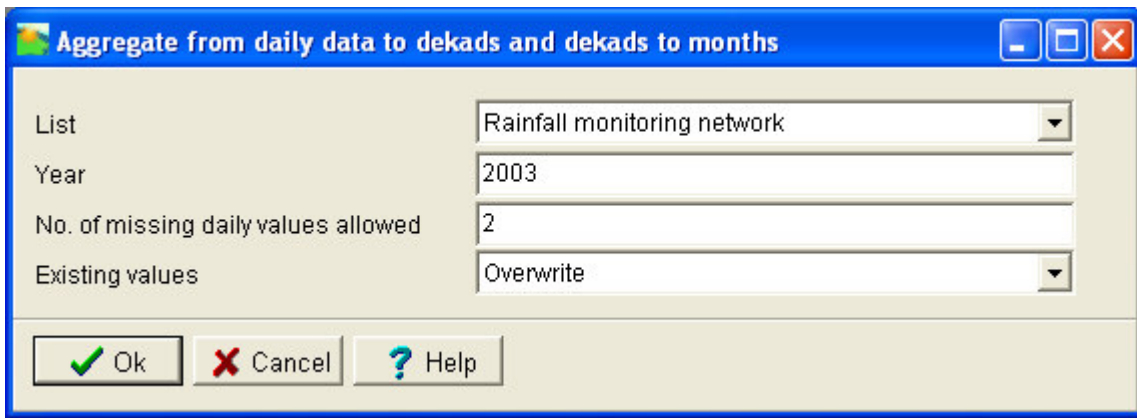 Aggregate from daily data to dekads and dekads to months
List Rainfall monitoring network
Year 2003
No. of missing daily values allowed 2
Existing values Overwrite
Ok Cancel ? Help